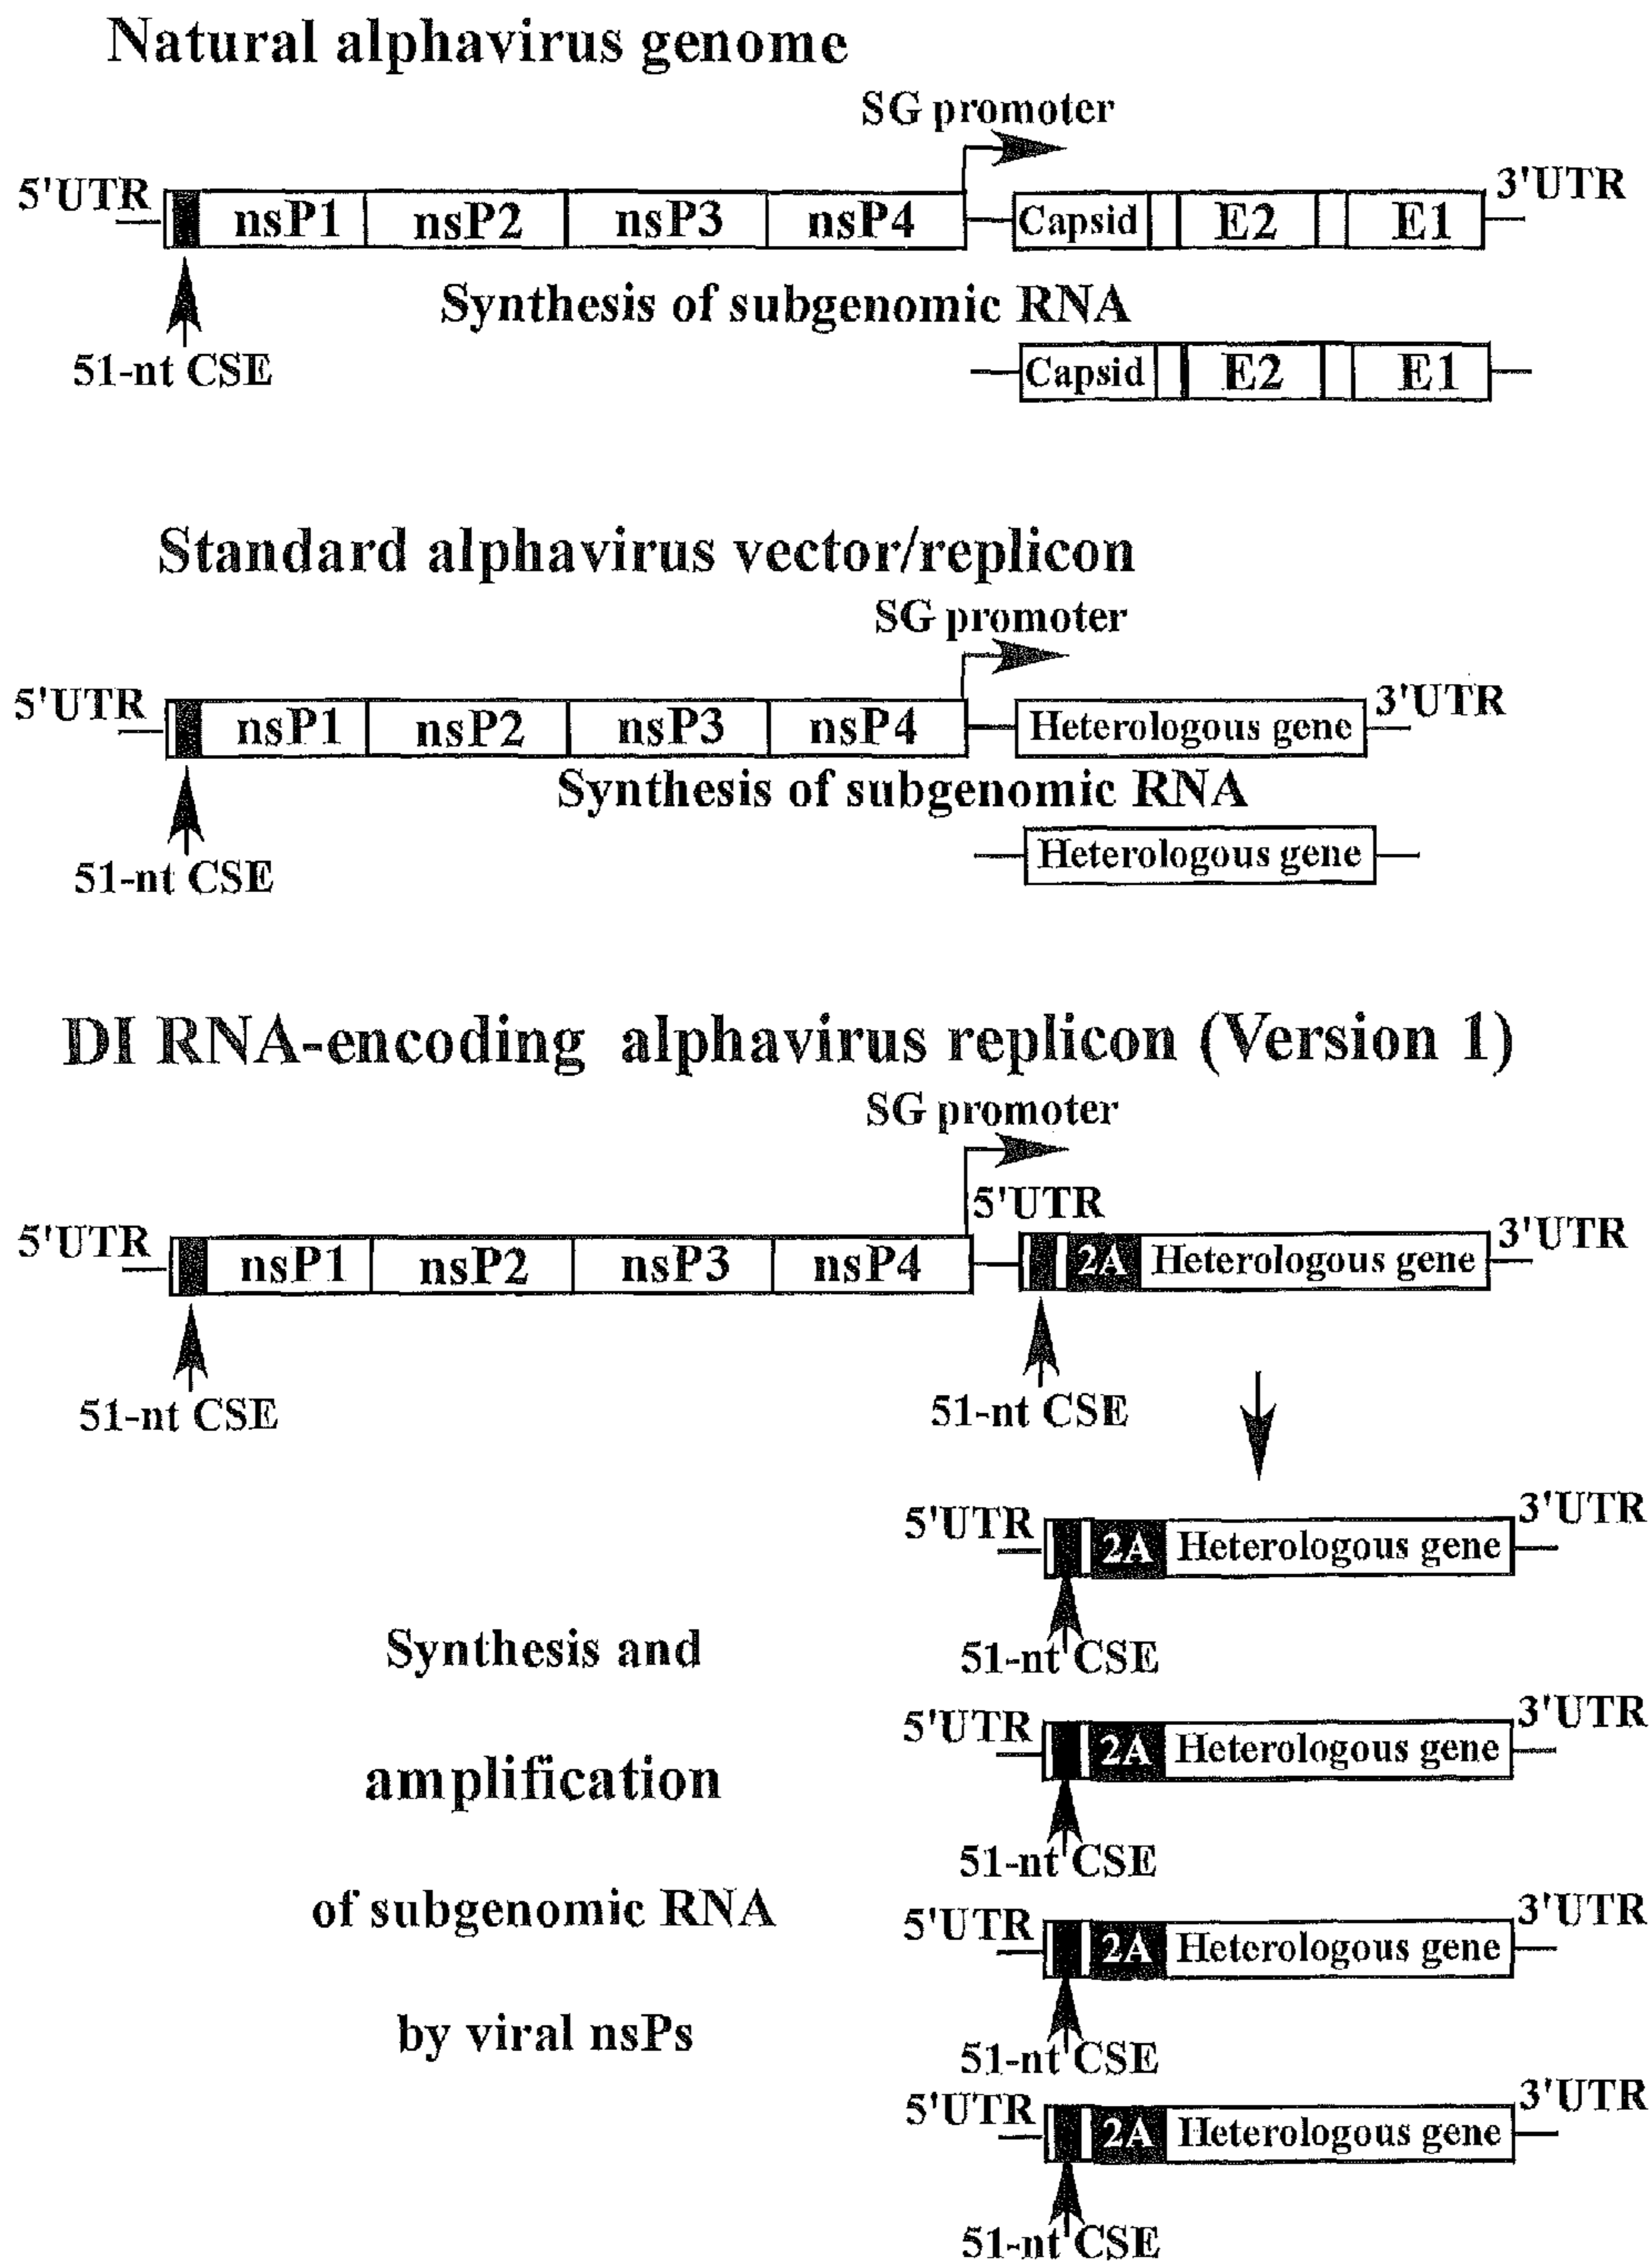 Natural alphavirus genome
SG promoter
5'UTR nsP1 nsP2 nsP3 nsP4 Capsid E2 E1 3'UTR
Synthesis of subgenomic RNA
51-nt CSE
Capsid E2 E1
Standard alphavirus vector/replicon
SG promoter
5'UTR nsP1 nsP2 nsP3 nsP4 Heterologous gene 3'UTR
Synthesis of subgenomic RNA
51-nt CSE
Heterologous gene
DI RNA-encoding alphavirus replicon (Version 1)
SG promoter
5'UTR
5'UTR nsP1 nsP2 nsP3 nsP4 2A Heterologous gene 3'UTR
51-nt CSE 51-nt CSE
5'UTR 2A Heterologous gene 3'UTR
51-nt CSE
Synthesis and
5'UTR 2A Heterologous gene 3'UTR
amplification
51-nt CSE
of subgenomic RNA
5'UTR 2A Heterologous gene 3'UTR
by viral nsPs
51-nt CSE
5'UTR 2A Heterologous gene 3'UTR
51-nt CSE